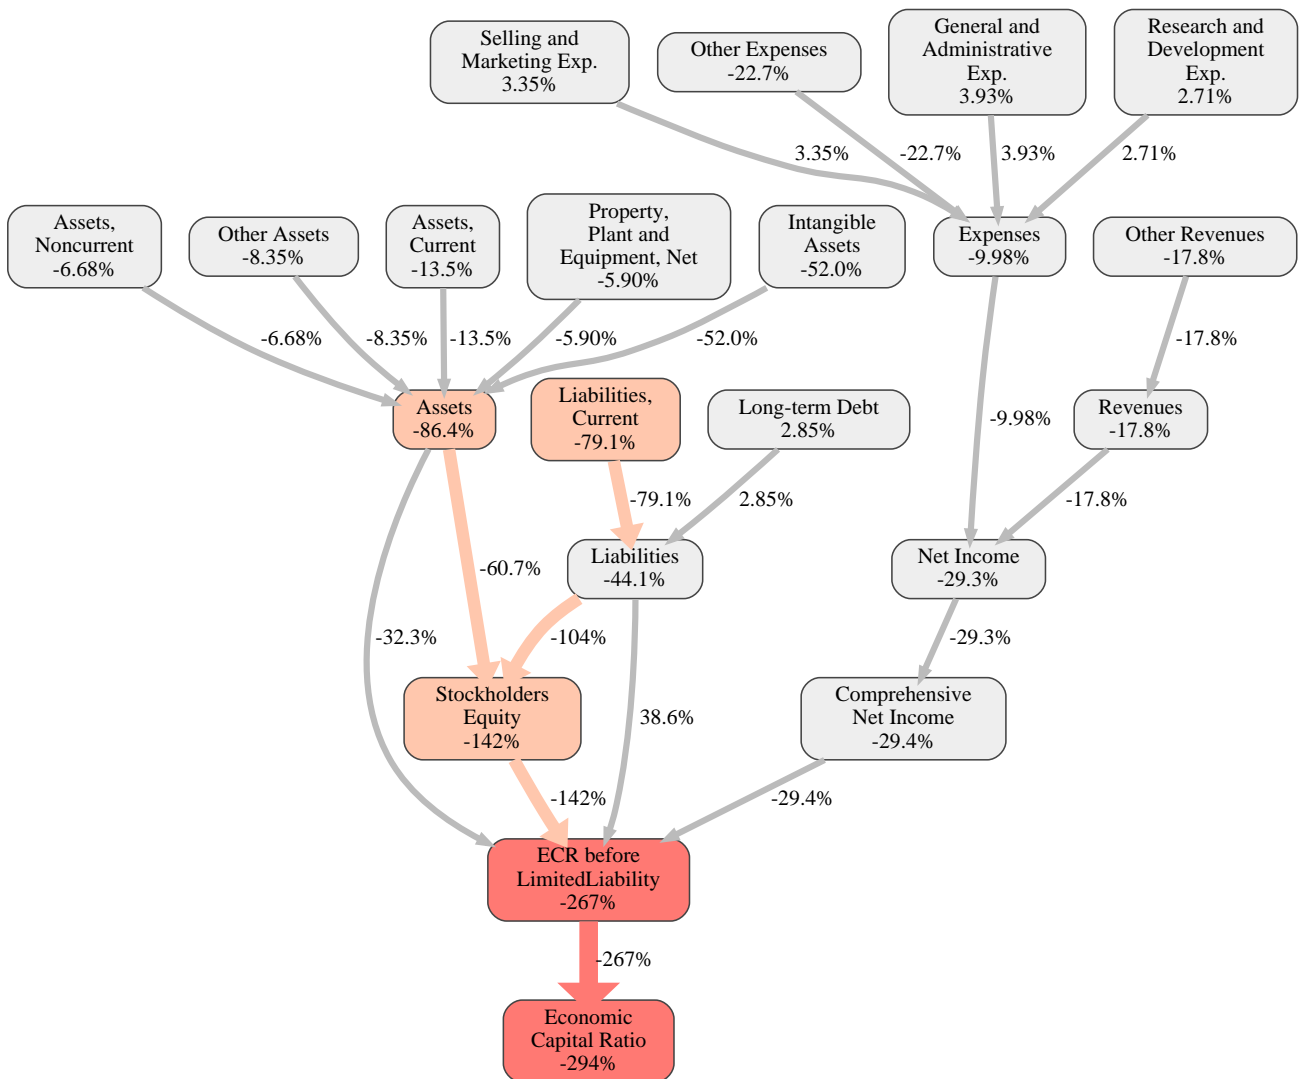 Selling and
Marketing Exp.
3.35%
Other Expenses
-22.7%
General and
Administrative
Exp.
3.93%
Research and
Development
Exp.
2.71%
3.35%
-22.7%
3.93%
2.71%
Assets,
Noncurrent
-6.68%
Other Assets
-8.35%
Assets,
Current
-13.5%
Property,
Plant and
Equipment, Net
-5.90%
Intangible
Assets
-52.0%
Expenses
-9.98%
Other Revenues
-17.8%
-6.68%
-8.35%
-13.5%
-5.90%
-52.0%
-17.8%
Assets
-86.4%
Liabilities,
Current
-79.1%
Long-term Debt
2.85%
-9.98%
Revenues
-17.8%
-79.1%
2.85%
-17.8%
-60.7%
Liabilities
-44.1%
Net Income
-29.3%
-32.3%
-104%
-29.3%
Stockholders
Equity
-142%
38.6%
Comprehensive
Net Income
-29.4%
-142%
-29.4%
ECR before
LimitedLiability
-267%
-267%
Economic
Capital Ratio
-294%